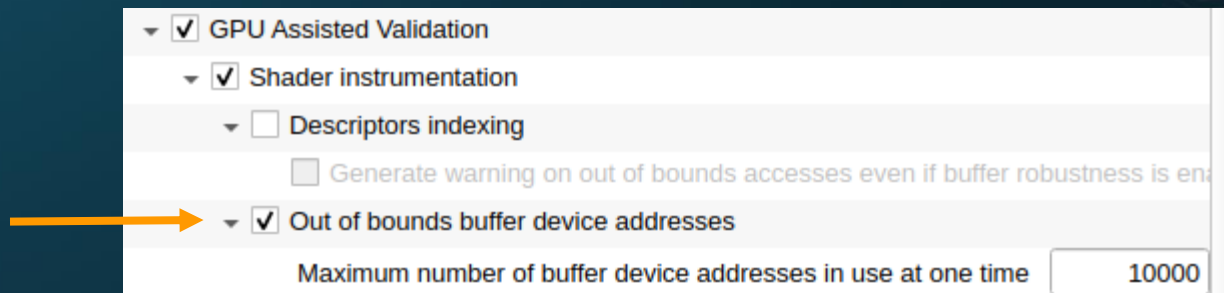 GPU Assisted Validation
Shader instrumentation
Descriptors indexing
Generate warning on out of bounds accesses even if buffer robustness is
Out of bounds buffer device addresses
Maximum number of buffer device addresses in use at one time 10000